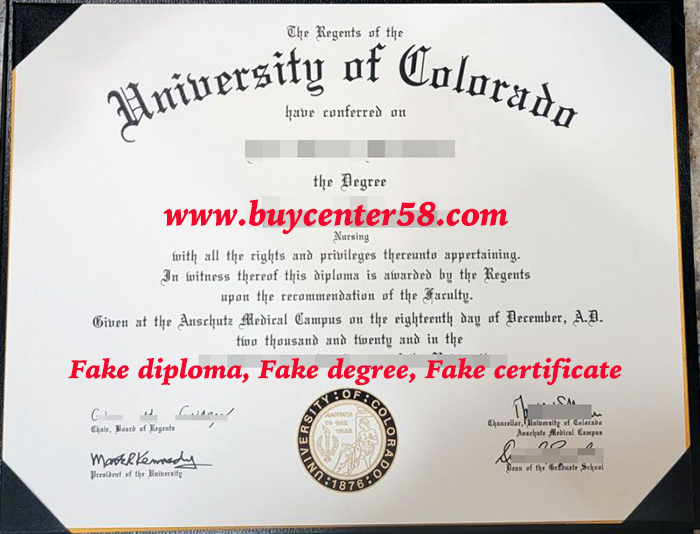 The Regents of the
University of Colorado
have conferred on
the Degree
www.buycenter58.com
Nursing
with all the rights and privileges thereunto appertaining.
In witness thereof this diploma is awarded by the Regents
upon the recommendation of the Faculty.
Given at the Anschutz Medical Campus on the eighteenth day of December, A.D.
two thousand and twenty and in the
Fake diploma, Fake degree, Fake certificate
Chair, Board of Regents
Chancellor, University of Colorado
Anschutz Medical Campus
Mark R Kennedy
President of the University
Dean of the Graduate School
UNIVERSITY OF COLORADO
1876